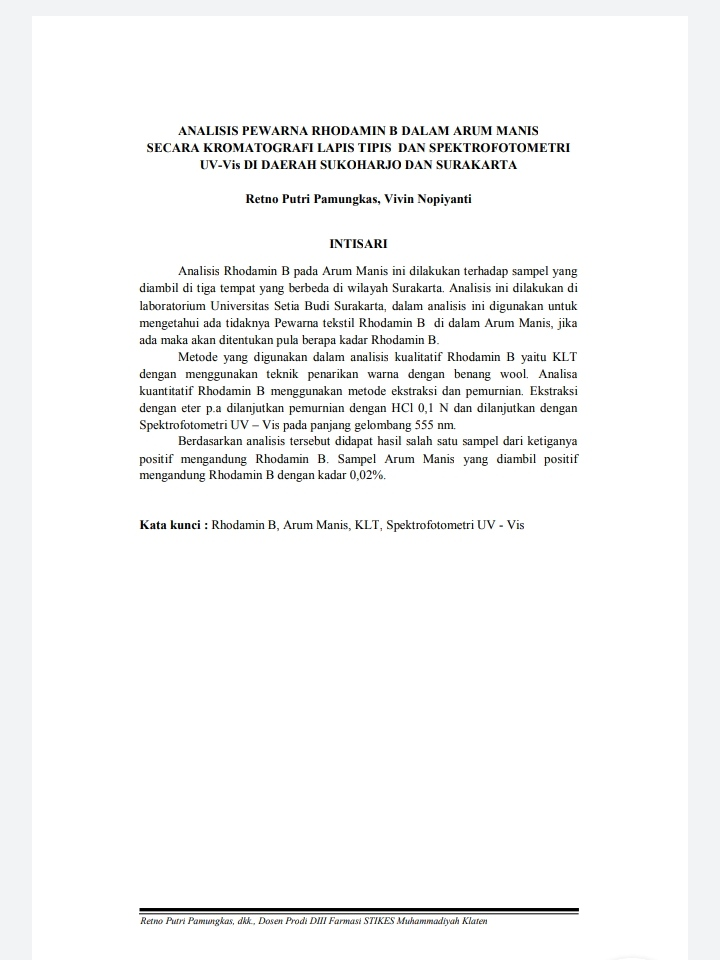 ANALISIS PEWARNA RHODAMIN B DALAM ARUM MANIS
SECARA KROMATOGRAFI LAPIS TIPIS DAN SPEKTROFOTOMETRI
UV-Vis DI DAERAH SUKOHARJO DAN SURAKARTA
Retno Putri Pamungkas, Vivin Nopiyanti
INTISARI
Analisis Rhodamin B pada Arum Manis ini dilakukan terhadap sampel yang
diambil di tiga tempat yang berbeda di wilayah Surakarta. Analisis ini dilakukan di
laboratorium Universitas Setia Budi Surakarta, dalam analisis ini digunakan untuk
mengetahui ada tidaknya Pewarna tekstil Rhodamin B di dalam Arum Manis, jika
ada maka akan ditentukan pula berapa kadar Rhodamin B.
Metode yang digunakan dalam analisis kualitatif Rhodamin B yaitu KLT
dengan menggunakan teknik penarikan warna dengan benang wool. Analisa
kuantitatif Rhodamin B menggunakan metode ekstraksi dan pemurnian. Ekstraksi
dengan eter p.a dilanjutkan pemurnian dengan HCl 0,1 N dan dilanjutkan dengan
Spektrofotometri UV – Vis pada panjang gelombang 555 nm.
Berdasarkan analisis tersebut didapat hasil salah satu sampel dari ketiganya
positif mengandung Rhodamin B. Sampel Arum Manis yang diambil positif
mengandung Rhodamin B dengan kadar 0,02%.
Kata kunci : Rhodamin B, Arum Manis, KLT, Spektrofotometri UV - Vis
Retno Putri Pamungkas, dkk., Dosen Prodi DIII Farmasi STIKES Muhammadiyah Klaten